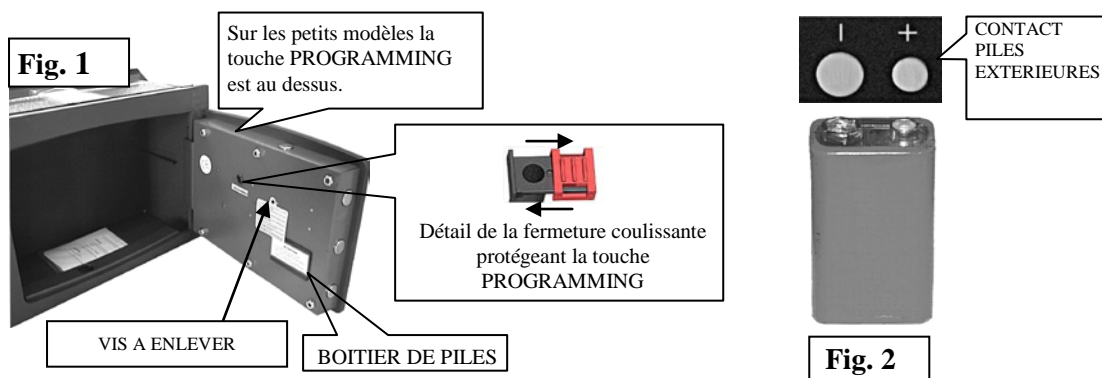 Fig. 1
Sur les petits modèles la
touche PROGRAMMING
est au dessus.
Détail de la fermeture coulissante
protégeant la touche
PROGRAMMING
VIS A ENLEVER
BOITIER DE PILES
CONTACT
PILES
EXTERIEURES
Fig. 2